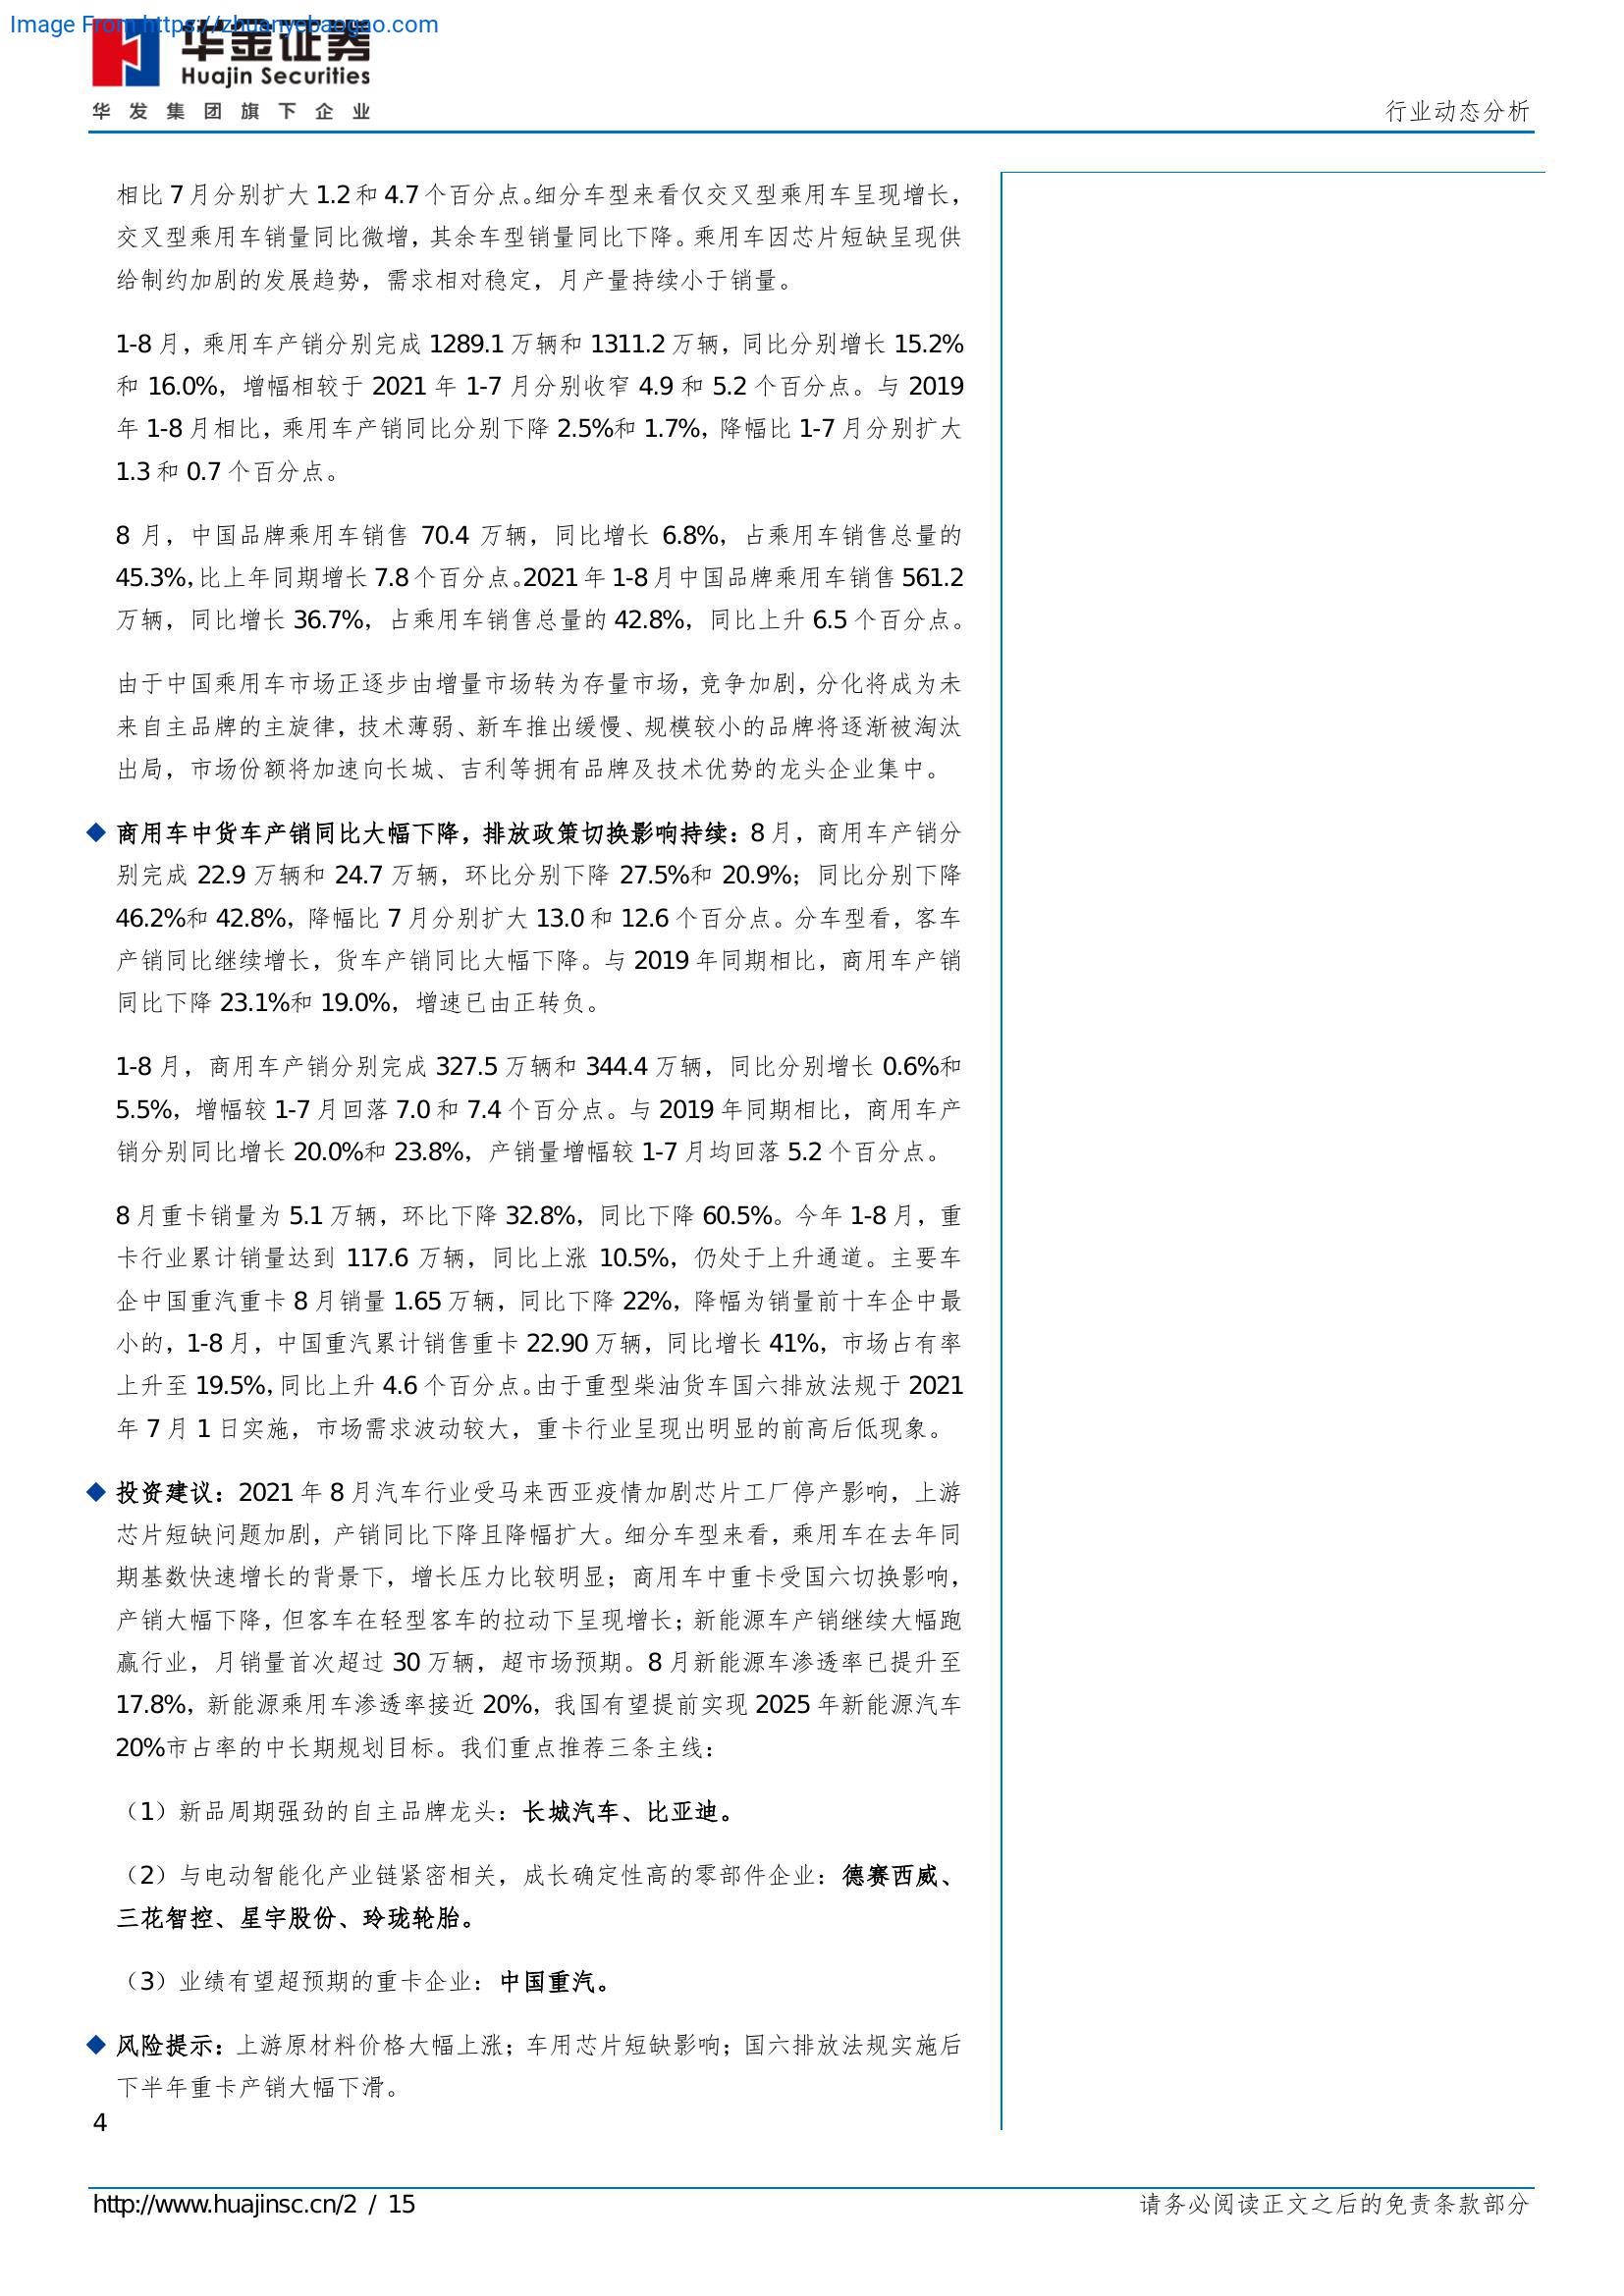 Image From https://zhuanyebaogao.com
华金证券
Huajin Securities
华发集团旗下企业
行业动态分析
相比 7 月分别扩大 1.2 和 4.7 个百分点。细分车型来看仅交叉型乘用车呈现增长，
交叉型乘用车销量同比微增，其余车型销量同比下降。乘用车因芯片短缺呈现供
给制约加剧的发展趋势，需求相对稳定，月产量持续小于销量。
1-8 月，乘用车产销分别完成 1289.1 万辆和 1311.2 万辆，同比分别增长 15.2%
和 16.0%，增幅相较于 2021 年 1-7 月分别收窄 4.9 和 5.2 个百分点。与 2019
年 1-8 月相比，乘用车产销同比分别下降 2.5%和 1.7%，降幅比 1-7 月分别扩大
1.3 和 0.7 个百分点。
8 月，中国品牌乘用车销售 70.4 万辆，同比增长 6.8%，占乘用车销售总量的
45.3%，比上年同期增长 7.8 个百分点。2021 年 1-8 月中国品牌乘用车销售 561.2
万辆，同比增长 36.7%，占乘用车销售总量的 42.8%，同比上升 6.5 个百分点。
由于中国乘用车市场正逐步由增量市场转为存量市场，竞争加剧，分化将成为未
来自主品牌的主旋律，技术薄弱、新车推出缓慢、规模较小的品牌将逐渐被淘汰
出局，市场份额将加速向长城、吉利等拥有品牌及技术优势的龙头企业集中。
◆ 商用车中货车产销同比大幅下降，排放政策切换影响持续：8 月，商用车产销分
别完成 22.9 万辆和 24.7 万辆，环比分别下降 27.5%和 20.9%；同比分别下降
46.2%和 42.8%，降幅比 7 月分别扩大 13.0 和 12.6 个百分点。分车型看，客车
产销同比继续增长，货车产销同比大幅下降。与 2019 年同期相比，商用车产销
同比下降 23.1%和 19.0%，增速已由正转负。
1-8 月，商用车产销分别完成 327.5 万辆和 344.4 万辆，同比分别增长 0.6%和
5.5%，增幅较 1-7 月回落 7.0 和 7.4 个百分点。与 2019 年同期相比，商用车产
销分别同比增长 20.0%和 23.8%，产销量增幅较 1-7 月均回落 5.2 个百分点。
8 月重卡销量为 5.1 万辆，环比下降 32.8%，同比下降 60.5%。今年 1-8 月，重
卡行业累计销量达到 117.6 万辆，同比上涨 10.5%，仍处于上升通道。主要车
企中国重汽重卡 8 月销量 1.65 万辆，同比下降 22%，降幅为销量前十车企中最
小的，1-8 月，中国重汽累计销售重卡 22.90 万辆，同比增长 41%，市场占有率
上升至 19.5%，同比上升 4.6 个百分点。由于重型柴油货车国六排放法规于 2021
年 7 月 1 日实施，市场需求波动较大，重卡行业呈现出明显的前高后低现象。
◆ 投资建议：2021 年 8 月汽车行业受马来西亚疫情加剧芯片工厂停产影响，上游
芯片短缺问题加剧，产销同比下降且降幅扩大。细分车型来看，乘用车在去年同
期基数快速增长的背景下，增长压力比较明显；商用车中重卡受国六切换影响，
产销大幅下降，但客车在轻型客车的拉动下呈现增长；新能源车产销继续大幅跑
赢行业，月销量首次超过 30 万辆，超市场预期。8 月新能源车渗透率已提升至
17.8%，新能源乘用车渗透率接近 20%，我国有望提前实现 2025 年新能源汽车
20%市占率的中长期规划目标。我们重点推荐三条主线：
（1）新品周期强劲的自主品牌龙头：长城汽车、比亚迪。
（2）与电动智能化产业链紧密相关，成长确定性高的零部件企业：德赛西威、
三花智控、星宇股份、玲珑轮胎。
（3）业绩有望超预期的重卡企业：中国重汽。
◆ 风险提示：上游原材料价格大幅上涨；车用芯片短缺影响；国六排放法规实施后
下半年重卡产销大幅下滑。
4
http://www.huajinsc.cn/2 / 15
请务必阅读正文之后的免责条款部分